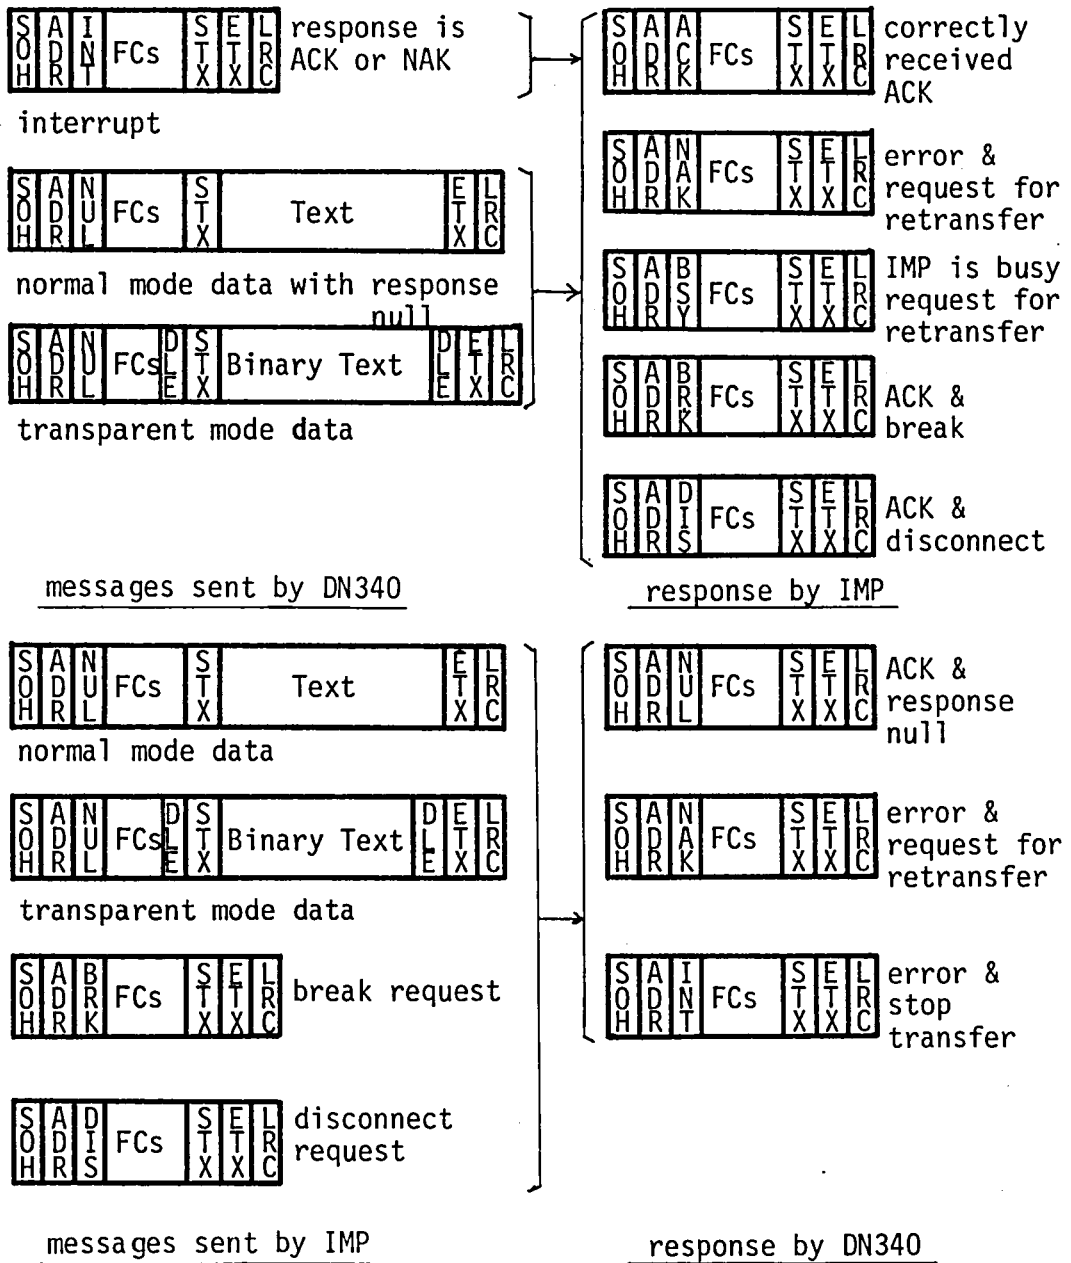 SOH ADR INT FCs STX ETX LRC response is
ACK or NAK
interrupt
SOH ADR NUL FCs STX Text ETX LRC
normal mode data with response
null
SOH ADR NUL FCs DLE STX Binary Text DLE ETX LRC
transparent mode data
messages sent by DN340
SOH ADR ACK FCs STX ETX LRC correctly
received
ACK
SOH ADR NAK FCs STX ETX LRC error &
request for
retransfer
SOH ADR BSY FCs STX ETX LRC IMP is busy
request for
retransfer
SOH ADR BRK FCs STX ETX LRC ACK &
break
SOH ADR DIS FCs STX ETX LRC ACK &
disconnect
response by IMP
SOH ADR NUL FCs STX Text ETX LRC
normal mode data
SOH ADR NUL FCs DLE STX Binary Text DLE ETX LRC
transparent mode data
SOH ADR BRK FCs STX ETX LRC break request
SOH ADR DIS FCs STX ETX LRC disconnect
request
messages sent by IMP
SOH ADR NUL FCs STX ETX LRC ACK &
response
null
SOH ADR NAK FCs STX ETX LRC error &
request for
retransfer
SOH ADR INT FCs STX ETX LRC error &
stop
transfer
response by DN340